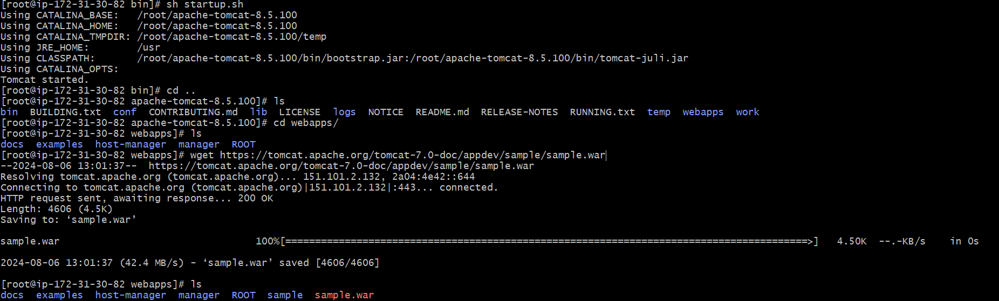 [root@ip-172-31-30-82 bin]# sh startup.sh
Using CATALINA_BASE:   /root/apache-tomcat-8.5.100
Using CATALINA_HOME:   /root/apache-tomcat-8.5.100
Using CATALINA_TMPDIR: /root/apache-tomcat-8.5.100/temp
Using JRE_HOME:        /usr
Using CLASSPATH:       /root/apache-tomcat-8.5.100/bin/bootstrap.jar:/root/apache-tomcat-8.5.100/bin/tomcat-juli.jar
Using CATALINA_OPTS:
Tomcat started.
[root@ip-172-31-30-82 bin]# cd ..
[root@ip-172-31-30-82 apache-tomcat-8.5.100]# ls
bin  BUILDING.txt  conf  CONTRIBUTING.md  lib  LICENSE  logs  NOTICE  README.md  RELEASE-NOTES  RUNNING.txt  temp  webapps  work
[root@ip-172-31-30-82 apache-tomcat-8.5.100]# cd webapps/
[root@ip-172-31-30-82 webapps]# ls
docs  examples  host-manager  manager  ROOT
[root@ip-172-31-30-82 webapps]# wget https://tomcat.apache.org/tomcat-7.0-doc/appdev/sample/sample.war
--2024-08-06 13:01:37--  https://tomcat.apache.org/tomcat-7.0-doc/appdev/sample/sample.war
Resolving tomcat.apache.org (tomcat.apache.org)... 151.101.2.132, 2a04:4e42::644
Connecting to tomcat.apache.org (tomcat.apache.org)|151.101.2.132|:443... connected.
HTTP request sent, awaiting response... 200 OK
Length: 4606 (4.5K)
Saving to: ‘sample.war’
sample.war                                 100%[========================================================================================>]   4.50K  --.-KB/s    in 0s
2024-08-06 13:01:37 (42.4 MB/s) - ‘sample.war’ saved [4606/4606]
[root@ip-172-31-30-82 webapps]# ls
docs  examples  host-manager  manager  ROOT  sample  sample.war